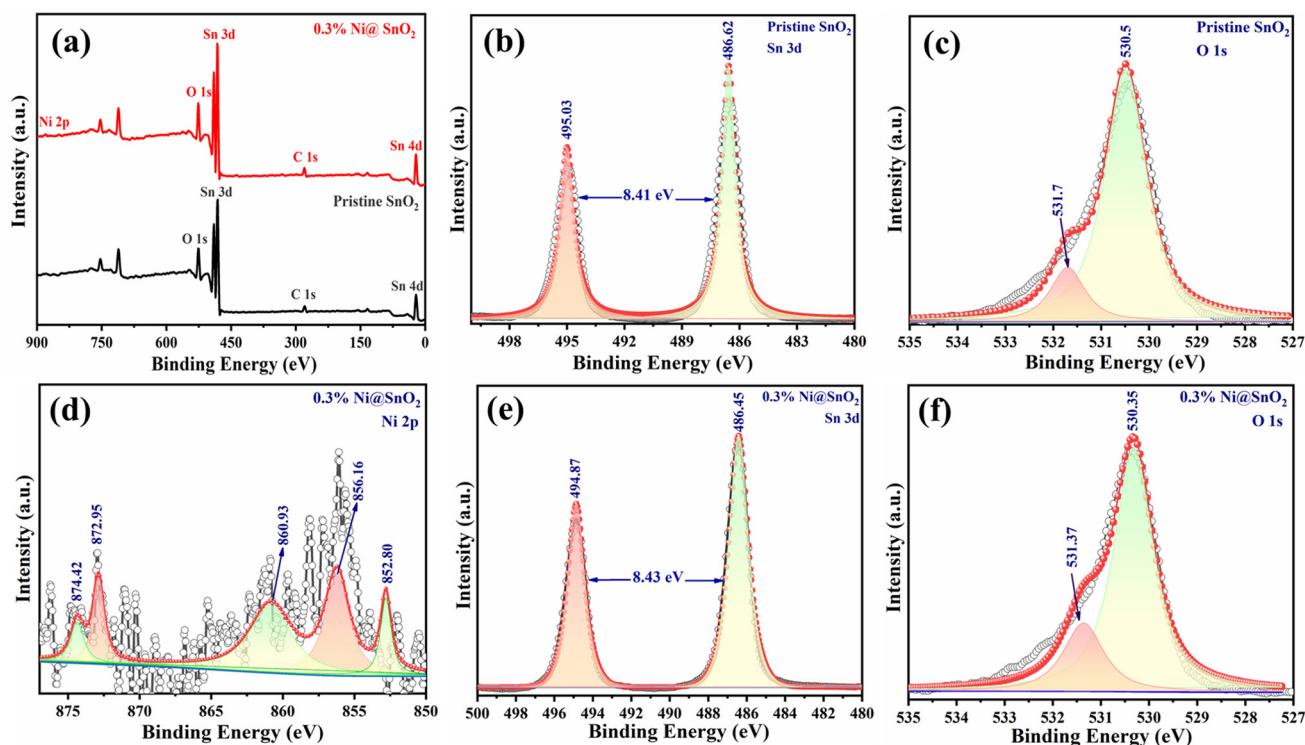 (a)
0.3% Ni@ SnO2
Sn 3d
O 1s
Ni 2p
C 1s
Sn 4d
Pristine SnO2
Sn 3d
O 1s
C 1s
Sn 4d
Intensity (a.u.)
900 750 600 450 300 150 0
Binding Energy (eV)
(b)
Pristine SnO2
Sn 3d
486.62
495.03
8.41 eV
Intensity (a.u.)
498 495 492 489 486 483 480
Binding Energy (eV)
(c)
Pristine SnO2
O 1s
530.5
531.7
Intensity (a.u.)
535 534 533 532 531 530 529 528 527
Binding Energy (eV)
(d)
0.3% Ni@SnO2
Ni 2p
874.42
872.95
860.93
856.16
852.80
Intensity (a.u.)
875 870 865 860 855 850
Binding Energy (eV)
(e)
0.3% Ni@SnO2
Sn 3d
486.45
494.87
8.43 eV
Intensity (a.u.)
500 498 496 494 492 490 488 486 484 482 480
Binding Energy (eV)
(f)
0.3% Ni@SnO2
O 1s
530.35
531.37
Intensity (a.u.)
535 534 533 532 531 530 529 528 527
Binding Energy (eV)